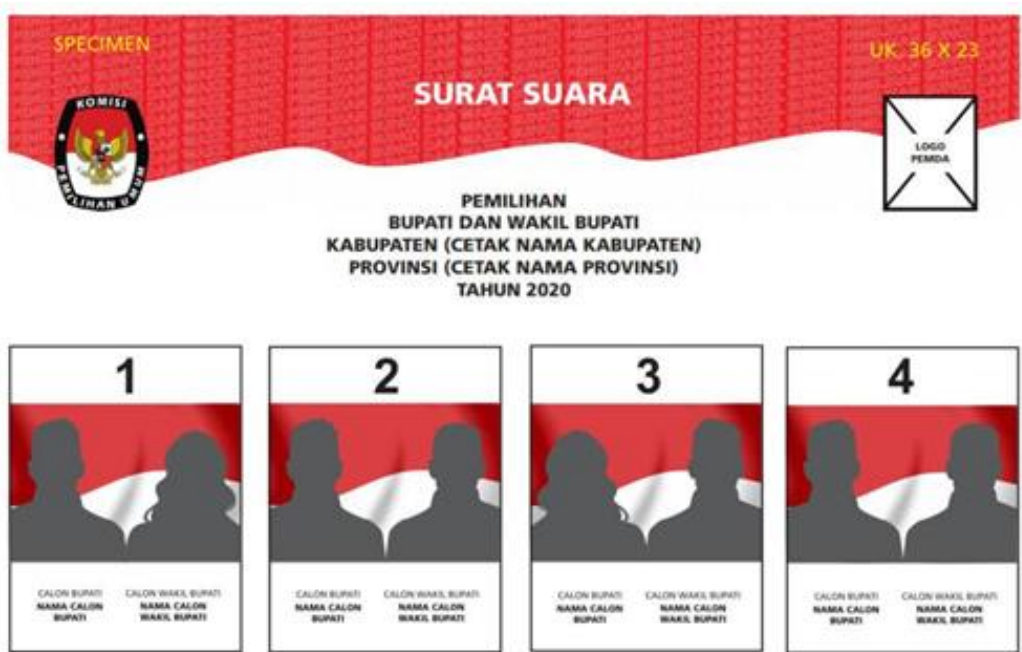 SPECIMEN
UK. 36 X 23
SURAT SUARA
KOMISI
PEMILIHAN UMUM
LOGO
PEMDA
PEMILIHAN
BUPATI DAN WAKIL BUPATI
KABUPATEN (CETAK NAMA KABUPATEN)
PROVINSI (CETAK NAMA PROVINSI)
TAHUN 2020
1
2
3
4
CALON BUPATI
NAMA CALON
BUPATI
CALON WAKIL BUPATI
NAMA CALON
WAKIL BUPATI
CALON BUPATI
NAMA CALON
BUPATI
CALON WAKIL BUPATI
NAMA CALON
WAKIL BUPATI
CALON BUPATI
NAMA CALON
BUPATI
CALON WAKIL BUPATI
NAMA CALON
WAKIL BUPATI
CALON BUPATI
NAMA CALON
BUPATI
CALON WAKIL BUPATI
NAMA CALON
WAKIL BUPATI